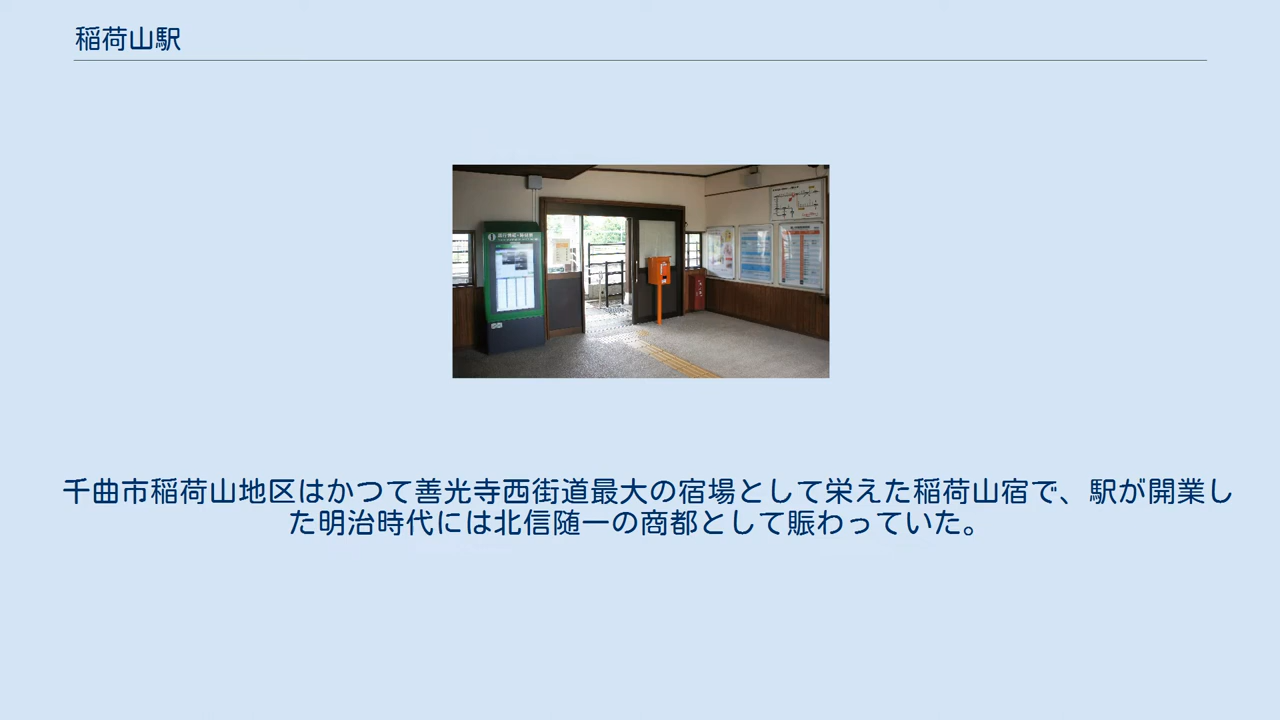 稲荷山駅
千曲市稲荷山地区はかつて善光寺西街道最大の宿場として栄えた稲荷山宿で、駅が開業し
た明治時代には北信随一の商都として賑わっていた。